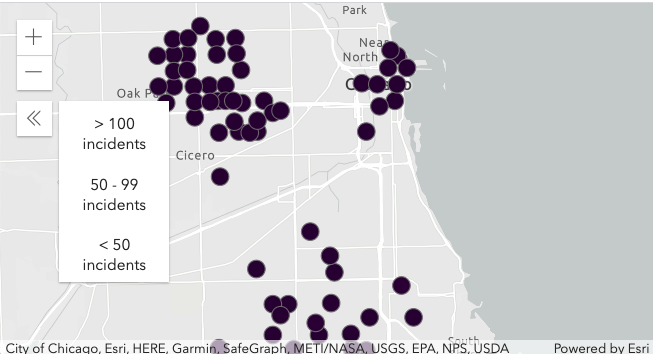 Park
Near
North
Oak P
> 100
incidents
Cicero
50 - 99
incidents
< 50
incidents
South
City of Chicago, Esri, HERE, Garmin, SafeGraph, METI/NASA, USGS, EPA, NPS, USDA
Powered by Esri